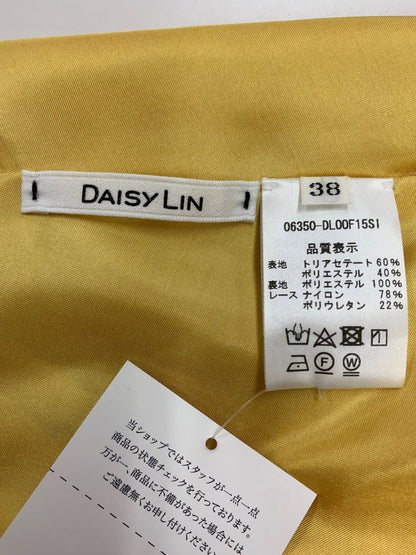 DAISY LIN
38
06350-DL00F15SI
品質表示
表地 トリアセテート 60%
ポリエステル 40%
裏地 ポリエステル 100%
レース ナイロン 78%
ポリウレタン 22%
F W
当ショップではスタッフが一点一点
商品の状態チェックを行っております。
万が一、商品に不備があった場合には
ご遠慮無くお申し付けください。